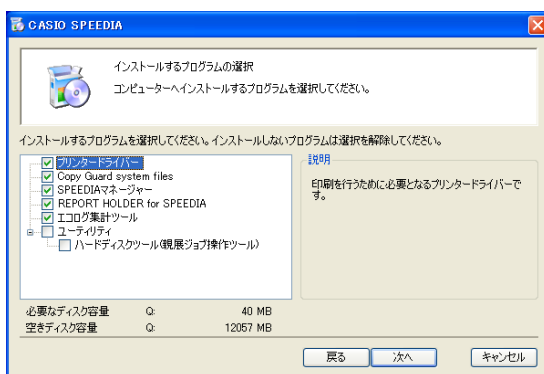 CASIO SPEEDIA
インストールするプログラムの選択
コンピューターへインストールするプログラムを選択してください。
インストールするプログラムを選択してください。インストールしないプログラムは選択を解除してください。
プリンタードライバー
Copy Guard system files
SPEEDIAマネージャー
REPORT HOLDER for SPEEDIA
エコログ集計ツール
ユーティリティ
ハードディスクツール(親展ジョブ操作ツール)
説明
印刷を行うために必要となるプリンタードライバーで
す。
必要なディスク容量 Q: 40 MB
空きディスク容量 Q: 12057 MB
戻る 次へ キャンセル